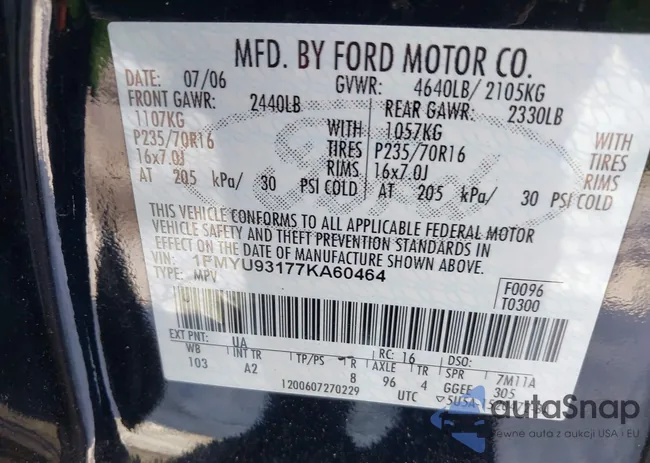 MFD. BY FORD MOTOR CO.
DATE: 07/06 GVWR: 4640LB/ 2105KG
FRONT GAWR: 2440LB REAR GAWR: 2330LB
1107KG WITH 1057KG WITH
P235/70R16 TIRES P235/70R16 TIRES
16x7.0J RIMS 16x7.0J RIMS
AT 205 kPa/ 30 PSI COLD AT 205 kPa/ 30 PSI COLD
THIS VEHICLE CONFORMS TO ALL APPLICABLE FEDERAL MOTOR
VEHICLE SAFETY AND THEFT PREVENTION STANDARDS IN
EFFECT ON THE DATE OF MANUFACTURE SHOWN ABOVE.
VIN: 1FMYU93177KA60464
TYPE: MPV
F0096
T0300
EXT PNT: UA RC: 16 DSO:
WB INT TR TP/PS R AXLE TR SPR 7M11A
103 A2 8 96 4 GGEE 305
1200607270229 UTC
autoSnap
Pewne auta z aukcji USA i EU